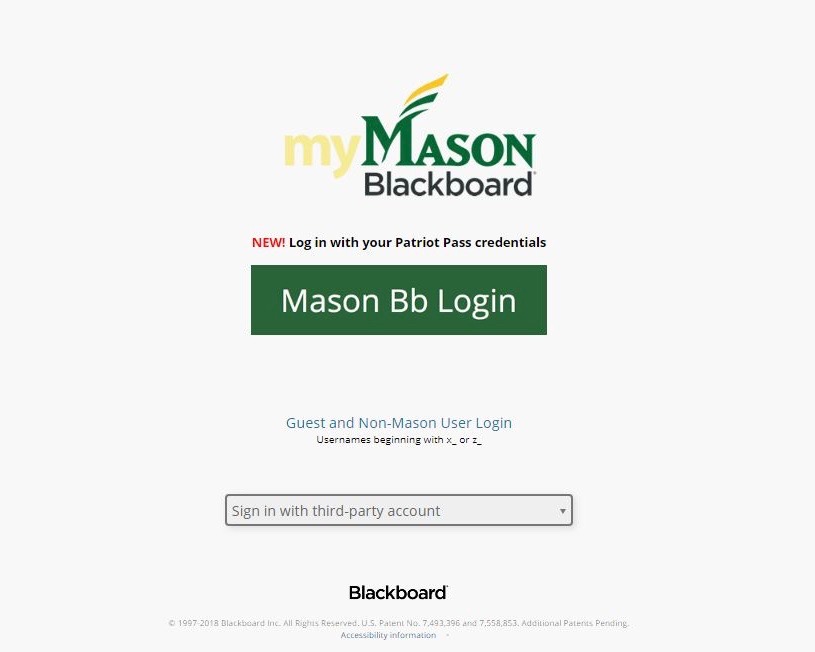 myMASON
Blackboard
NEW! Log in with your Patriot Pass credentials
Mason Bb Login
Guest and Non-Mason User Login
Usernames beginning with x_ or z_
Sign in with third-party account
Blackboard
© 1997-2018 Blackboard Inc. All Rights Reserved. U.S. Patent No. 7,493,396 and 7,558,853. Additional Patents Pending.
Accessibility information